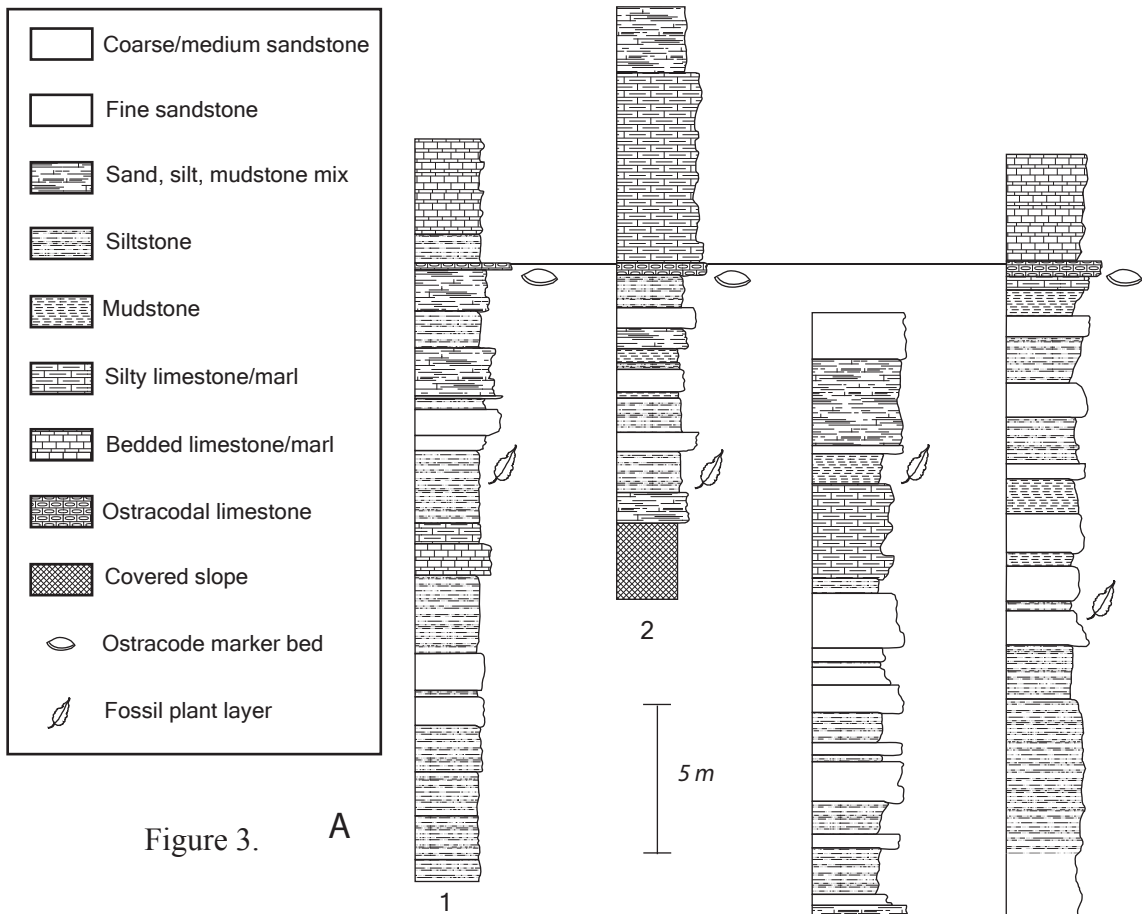 Coarse/medium sandstone
Fine sandstone
Sand, silt, mudstone mix
Siltstone
Mudstone
Silty limestone/marl
Bedded limestone/marl
Ostracodal limestone
Covered slope
Ostracode marker bed
Fossil plant layer
Figure 3.
A
1
2
5 m